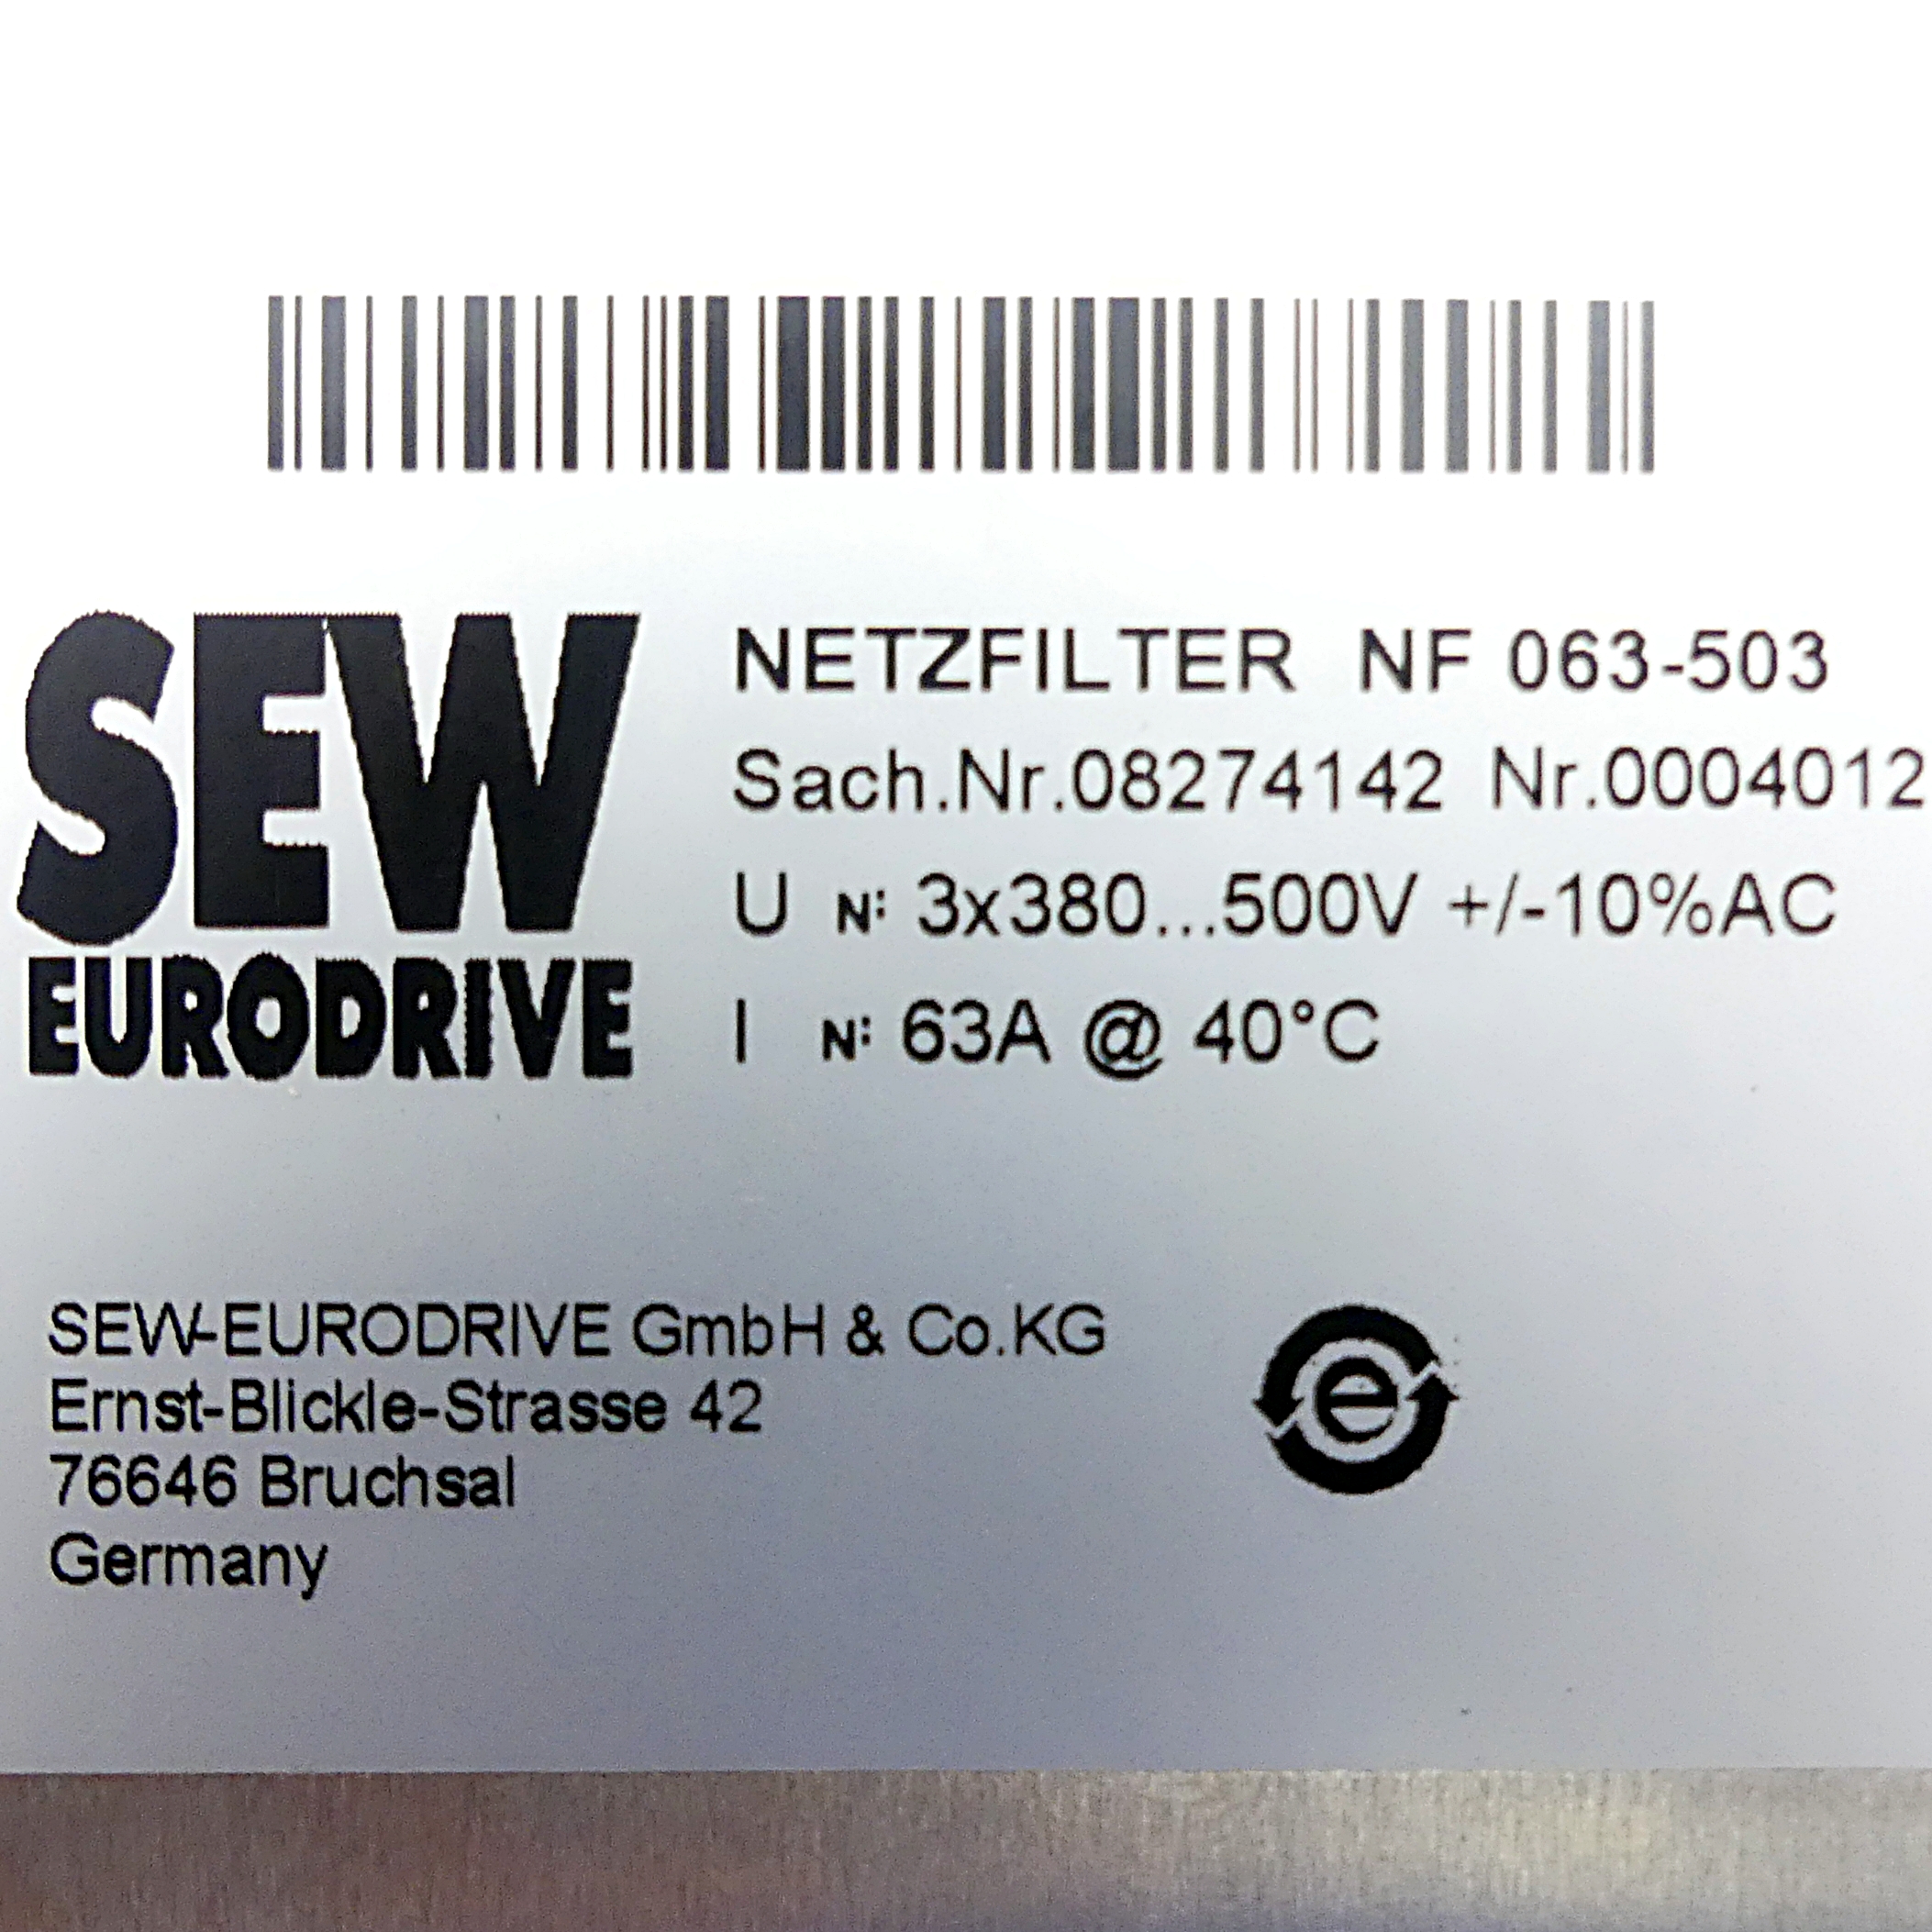 SEW
EURODRIVE
NETZFILTER NF 063-503
Sach.Nr.08274142 Nr.0004012
U N: 3x380...500V +/-10%AC
I N: 63A @ 40°C
SEW-EURODRIVE GmbH & Co.KG
Ernst-Blickle-Strasse 42
76646 Bruchsal
Germany
e